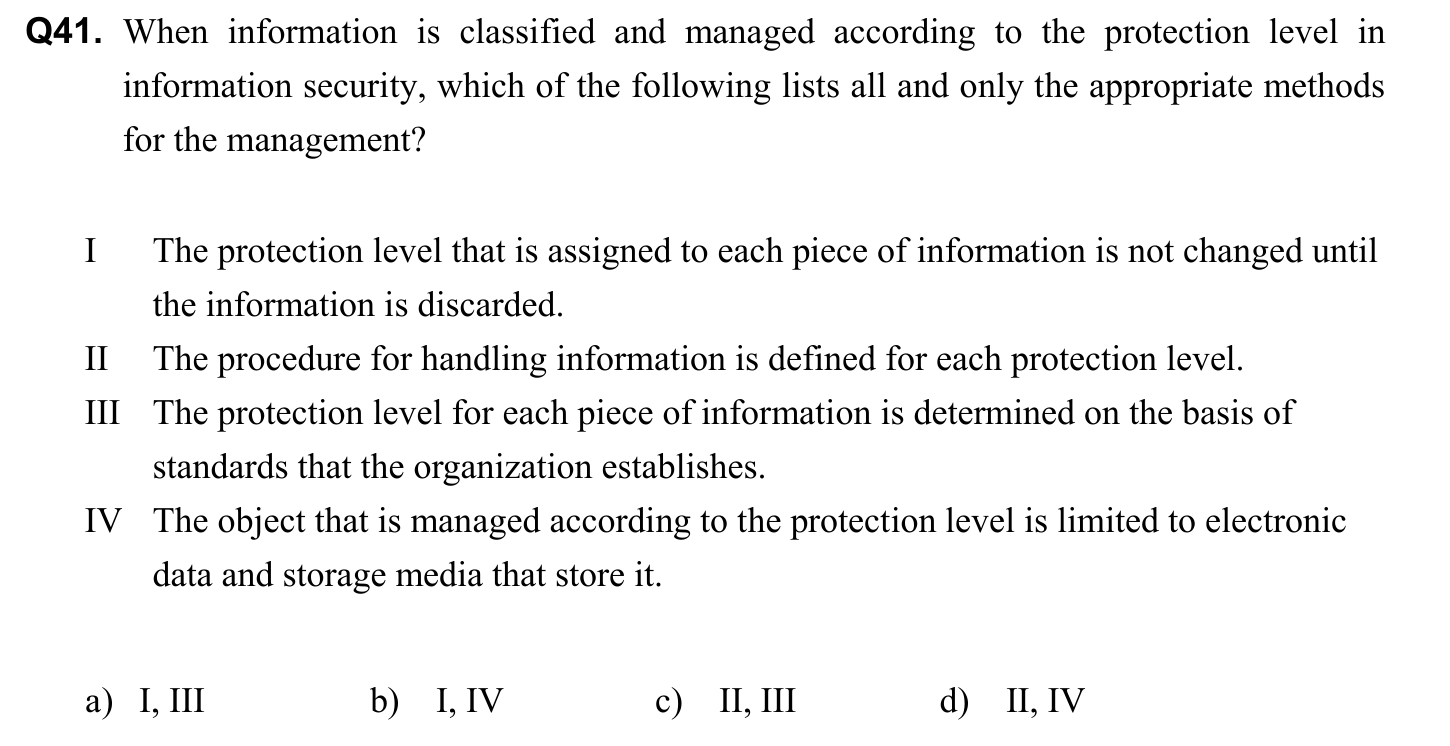 Q41. When information is classified and managed according to the protection level in
information security, which of the following lists all and only the appropriate methods
for the management?
I The protection level that is assigned to each piece of information is not changed until
the information is discarded.
II The procedure for handling information is defined for each protection level.
III The protection level for each piece of information is determined on the basis of
standards that the organization establishes.
IV The object that is managed according to the protection level is limited to electronic
data and storage media that store it.
a) I, III b) I, IV c) II, III d) II, IV